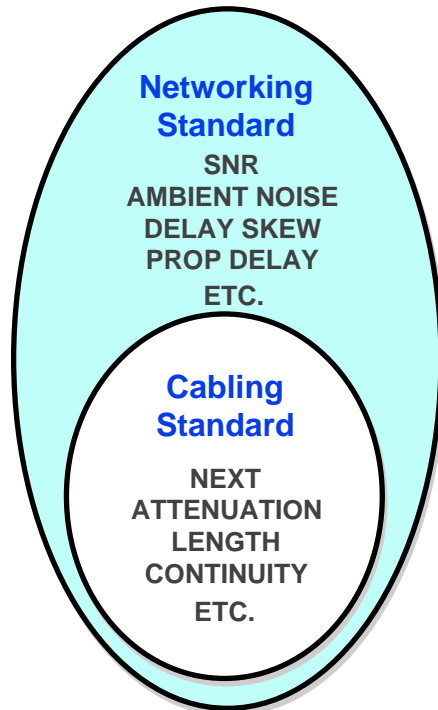 Networking
Standard
SNR
AMBIENT NOISE
DELAY SKEW
PROP DELAY
ETC.
Cabling
Standard
NEXT
ATTENUATION
LENGTH
CONTINUITY
ETC.